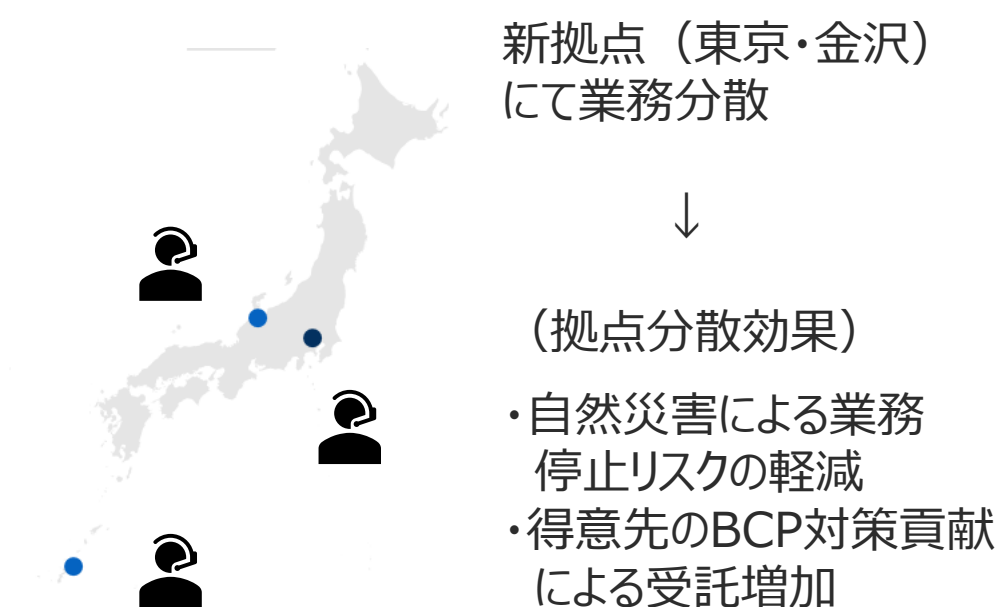 新拠点（東京・金沢）
にて業務分散
↓
（拠点分散効果）
・自然災害による業務
停止リスクの軽減
・得意先のBCP対策貢献
による受託増加